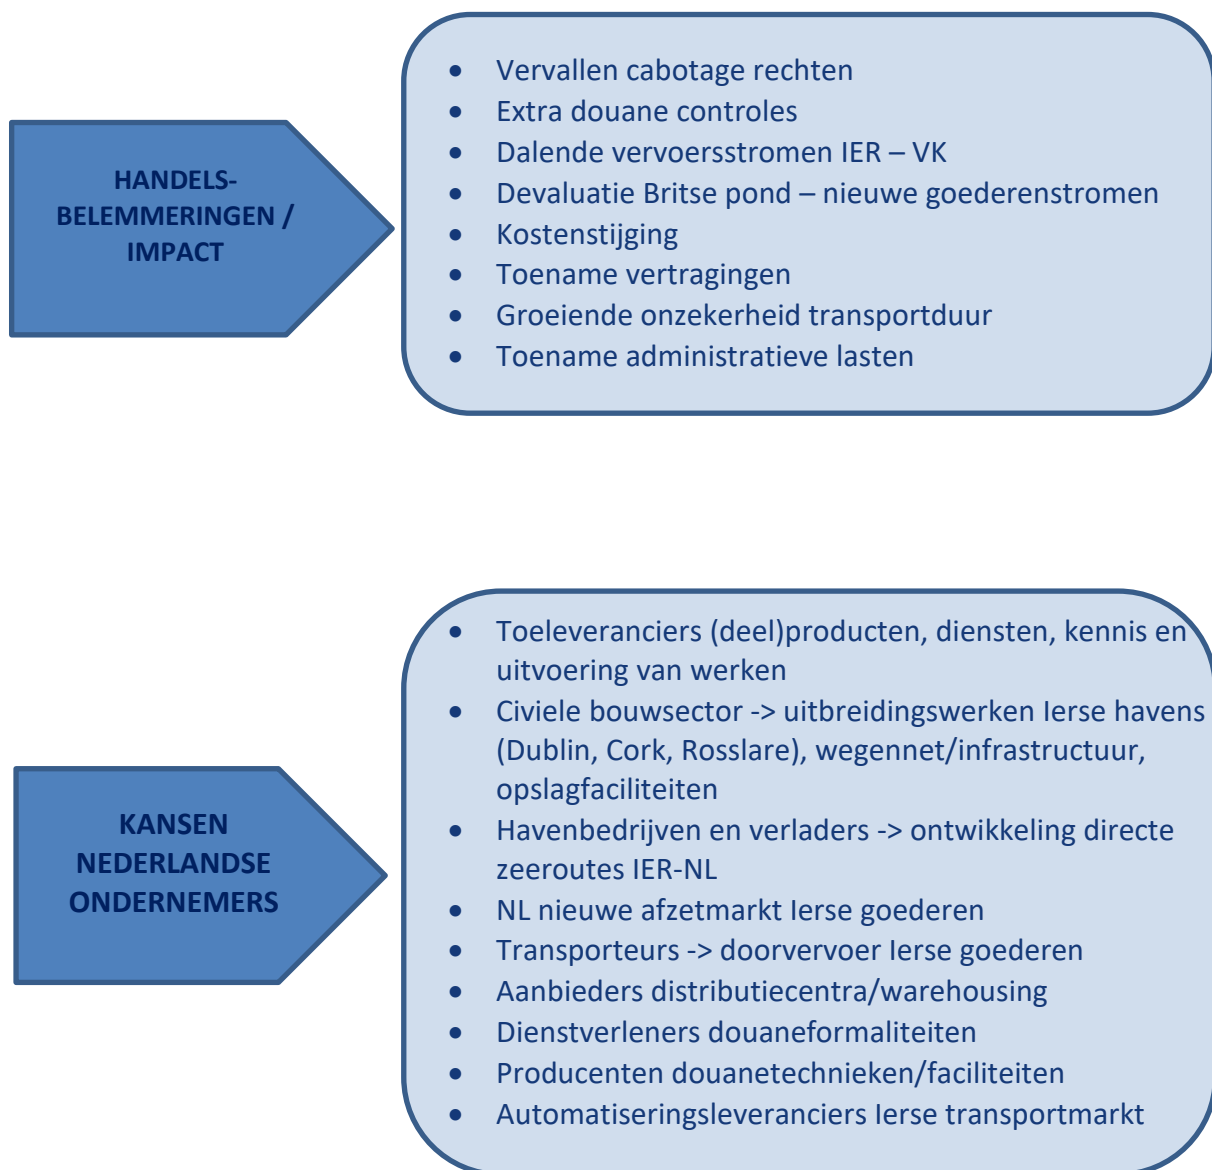 HANDELS-
BELEMMERINGEN /
IMPACT
• Vervallen cabotage rechten
• Extra douane controles
• Dalende vervoersstromen IER – VK
• Devaluatie Britse pond – nieuwe goederenstromen
• Kostenstijging
• Toename vertragingen
• Groeiende onzekerheid transportduur
• Toename administratieve lasten
KANSEN
NEDERLANDSE
ONDERNEMERS
• Toeleveranciers (deel)producten, diensten, kennis en
uitvoering van werken
• Civiele bouwsector -> uitbreidingswerken Ierse havens
(Dublin, Cork, Rosslare), wegennet/infrastructuur,
opslagfaciliteiten
• Havenbedrijven en verladers -> ontwikkeling directe
zeeroutes IER-NL
• NL nieuwe afzetmarkt Ierse goederen
• Transporteurs -> doorvervoer Ierse goederen
• Aanbieders distributiecentra/warehousing
• Dienstverleners douaneformaliteiten
• Producenten douanetechnieken/faciliteiten
• Automatiseringsleveranciers Ierse transportmarkt